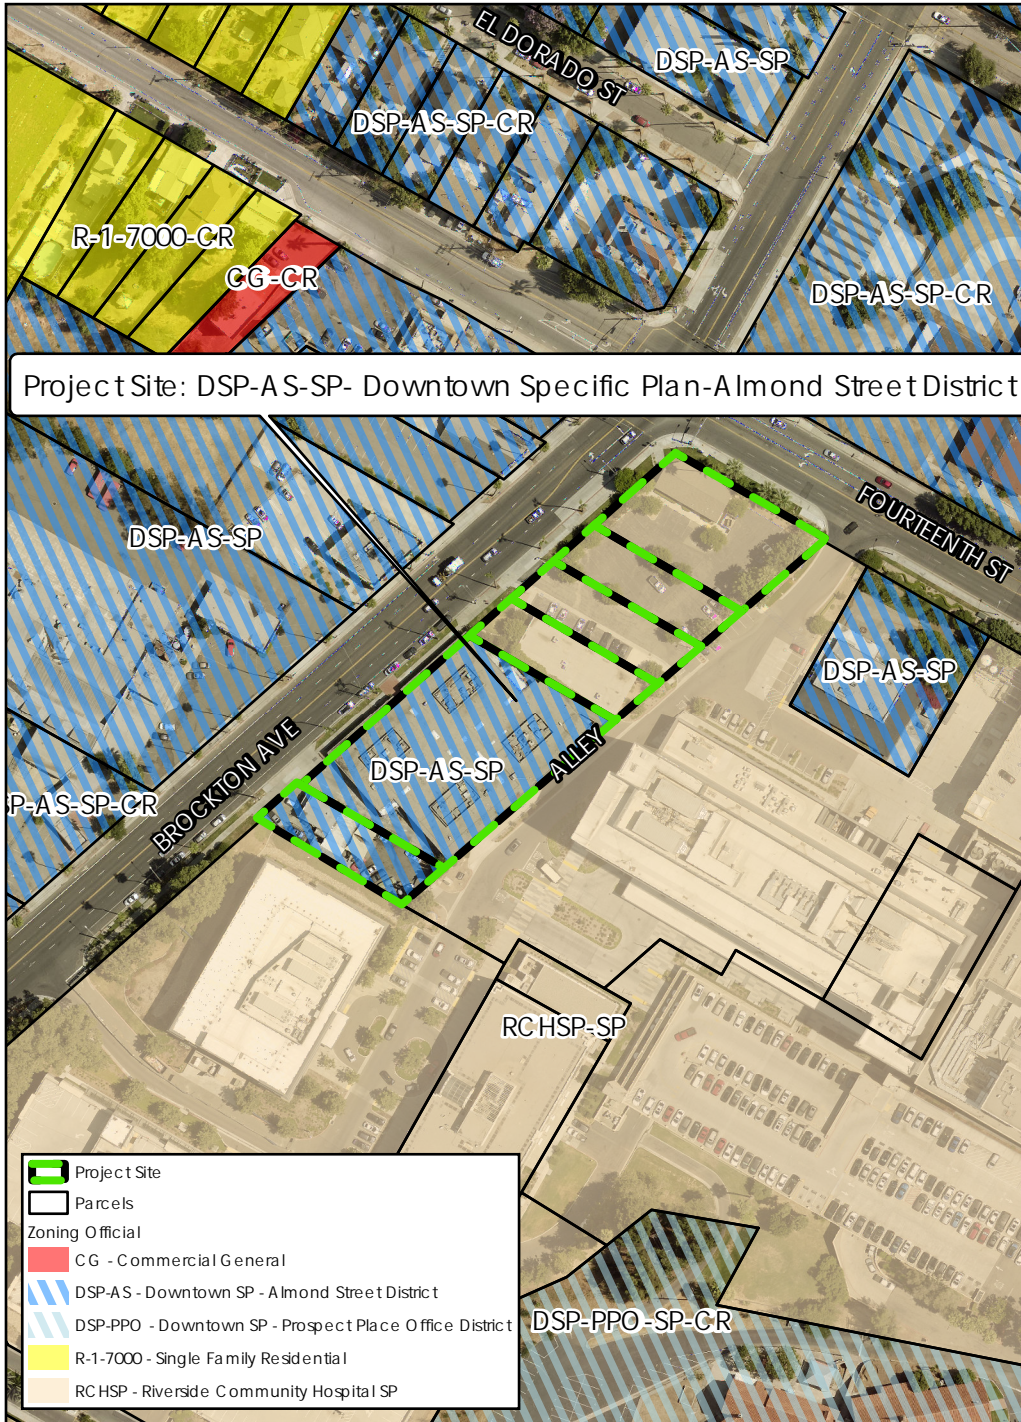 EL DORADO ST
DSP-AS-SP
DSP-AS-SP-CR
R-1-7000-CR
CG-CR
DSP-AS-SP-CR
Project Site: DSP-AS-SP- Downtown Specific Plan-Almond Street District
FOURTEENTH ST
DSP-AS-SP
DSP-AS-SP
BROCKTON AVE
ALLEY
DSP-AS-SP
SP-AS-SP-CR
RCHSP-SP
DSP-PPO-SP-CR
Project Site
Parcels
Zoning Official
CG - Commercial General
DSP-AS - Downtown SP - Almond Street District
DSP-PPO - Downtown SP - Prospect Place Office District
R-1-7000 - Single Family Residential
RCHSP - Riverside Community Hospital SP